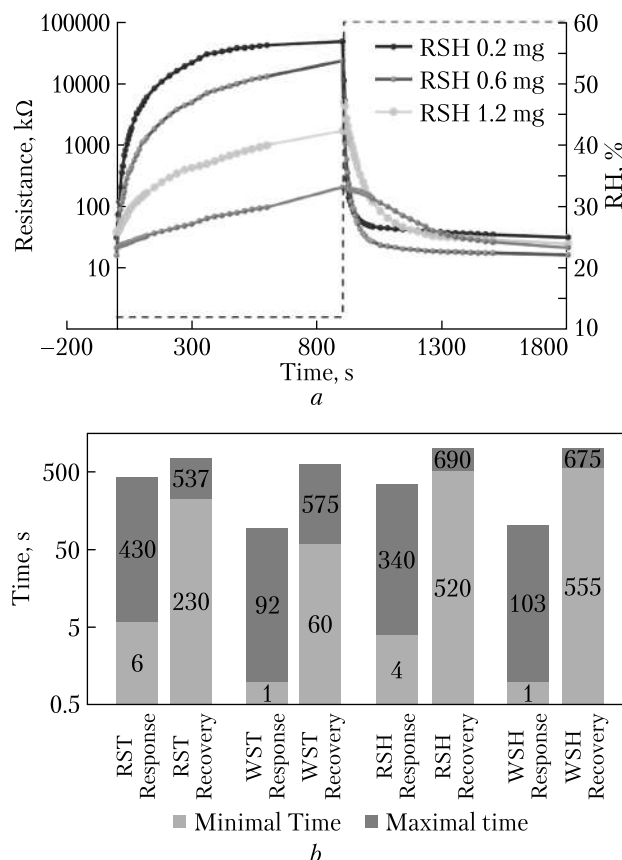 100000
10000
1000
100
10
Resistance, kΩ
60
50
40
30
20
10
RH, %
RSH 0.2 mg
RSH 0.6 mg
RSH 1.2 mg
−200
300
800
1300
1800
Time, s
a
500
50
5
0.5
Time, s
430
6
537
230
92
1
575
60
340
4
690
520
103
1
675
555
RST
Response
RST
Recovery
WST
Response
WST
Recovery
RSH
Response
RSH
Recovery
WSH
Response
WSH
Recovery
Minimal Time
Maximal time
b